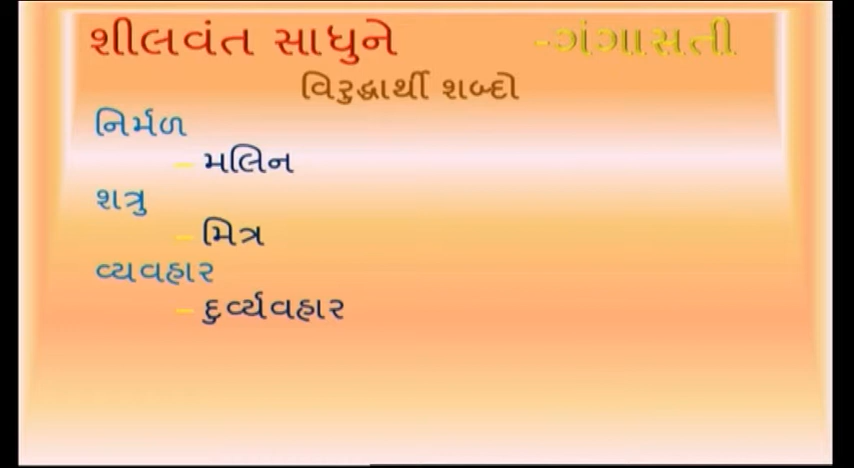 શીલવંત સાધુને -ગંગાસતી
વિરુદ્ધાર્થી શબ્દો
નિર્મળ
– મલિન
શત્રુ
– મિત્ર
વ્યવહાર
– દુર્વ્યવહાર